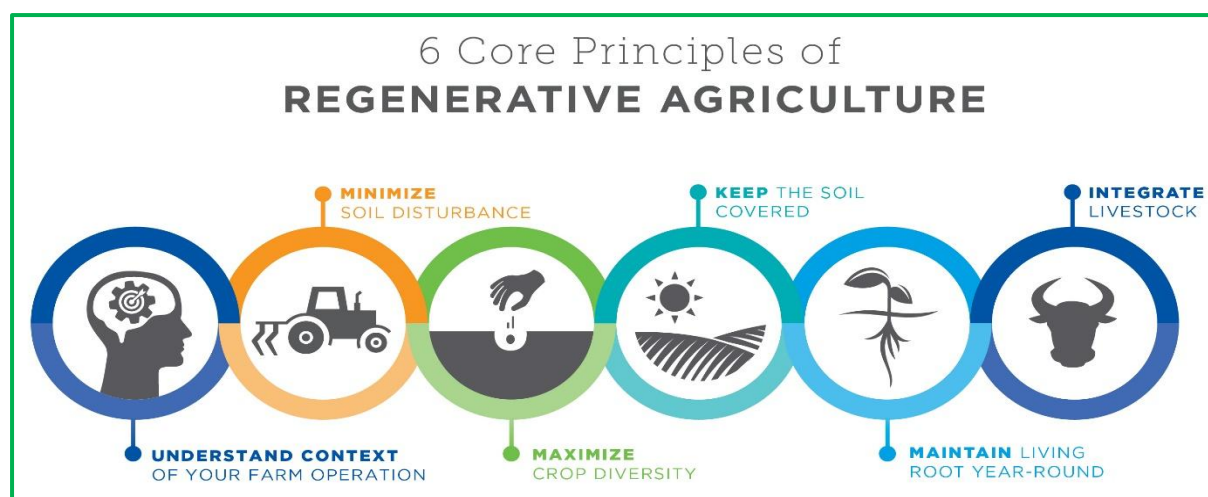 6 Core Principles of
REGENERATIVE AGRICULTURE
UNDERSTAND CONTEXT
OF YOUR FARM OPERATION
MINIMIZE
SOIL DISTURBANCE
MAXIMIZE
CROP DIVERSITY
KEEP THE SOIL
COVERED
MAINTAIN LIVING
ROOT YEAR-ROUND
INTEGRATE
LIVESTOCK